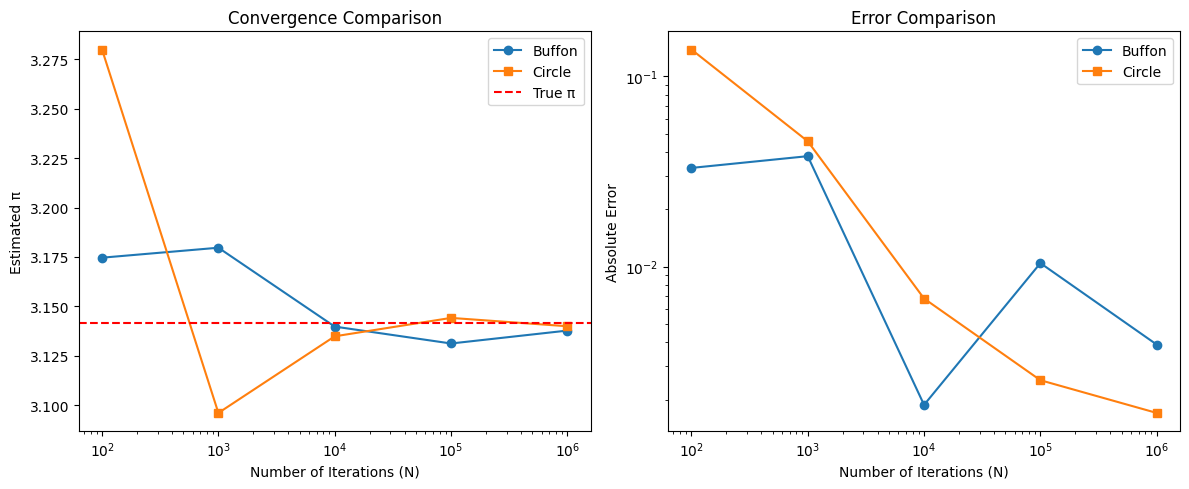 Convergence Comparison
Estimated π
3.275
3.250
3.225
3.200
3.175
3.150
3.125
3.100
Buffon
Circle
True π
10²
10³
10⁴
10⁵
10⁶
Number of Iterations (N)
Error Comparison
Absolute Error
10⁻¹
10⁻²
Buffon
Circle
10²
10³
10⁴
10⁵
10⁶
Number of Iterations (N)